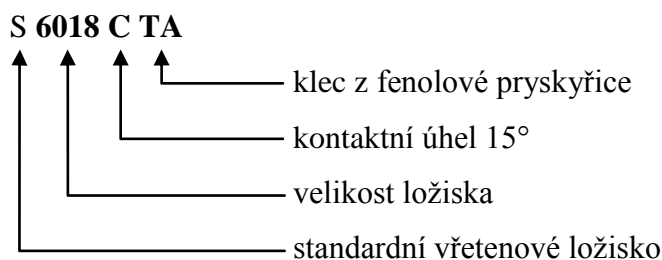 S 6018 C TA
klec z fenolové pryskyřice
kontaktní úhel 15°
velikost ložiska
standardní vřetenové ložisko